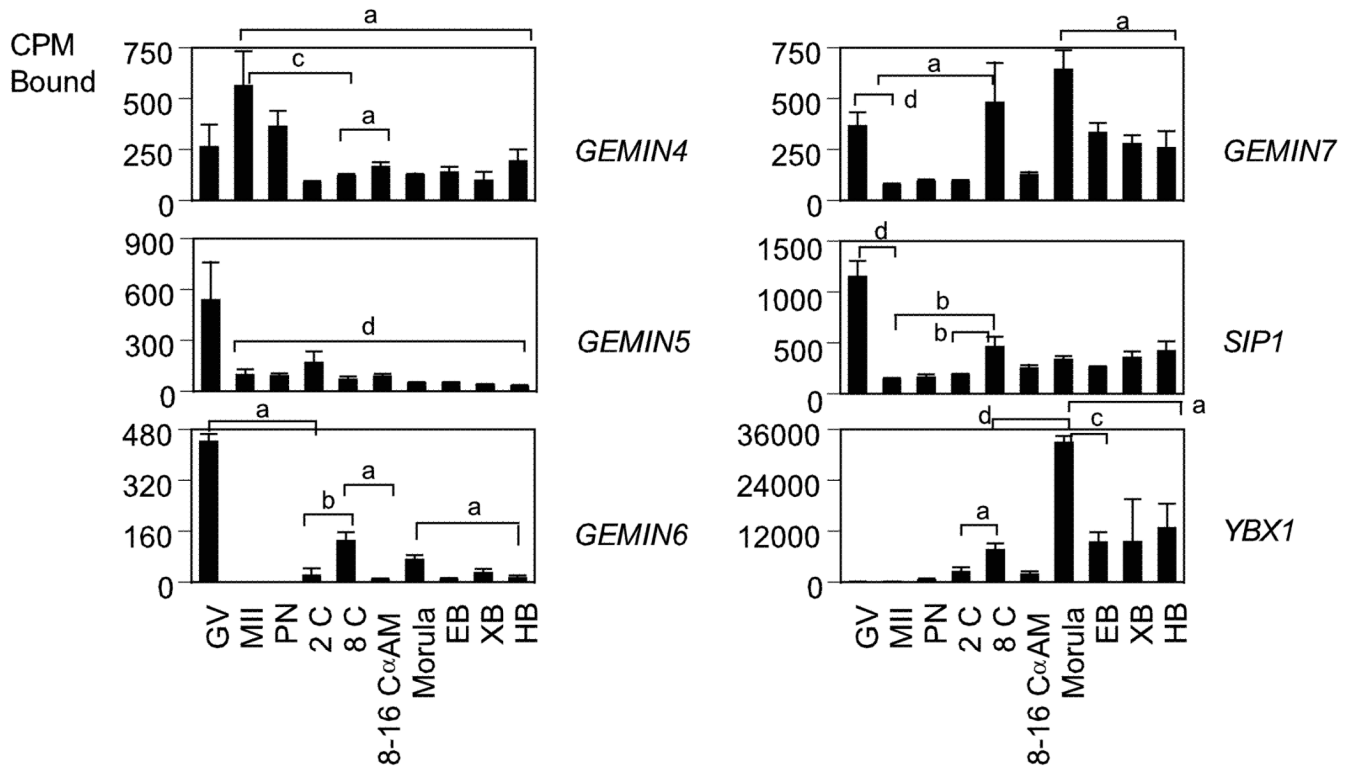 CPM
Bound
a
750
c
500
a
250
0
GEMIN4
a
750
a
500
d
250
0
GEMIN7
900
600
d
300
0
GEMIN5
1500
d
1000
b
b
500
0
SIP1
a
480
a
320
b
a
160
0
GEMIN6
a
d
36000
c
24000
a
12000
0
YBX1
GV
MII
PN
2 C
8 C
8-16 CαAM
Morula
EB
XB
HB
GV
MII
PN
2 C
8 C
8-16 CαAM
Morula
EB
XB
HB